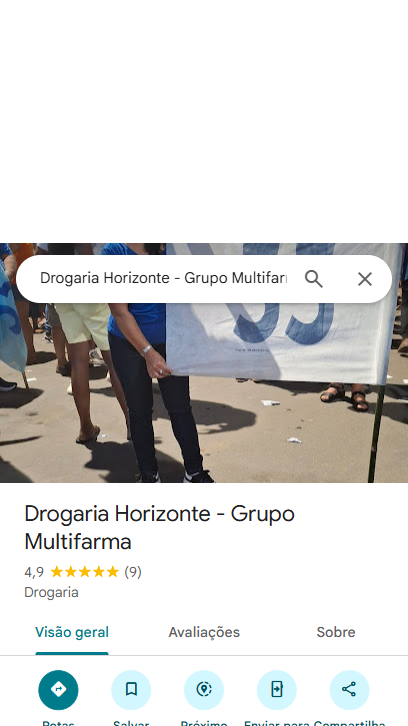 Drogaria Horizonte - Grupo Multifar
Drogaria Horizonte - Grupo
Multifarma
4,9 (9)
Drogaria
Visão geral Avaliações Sobre
Rotas Salvar Próximo Enviar para Compartilha